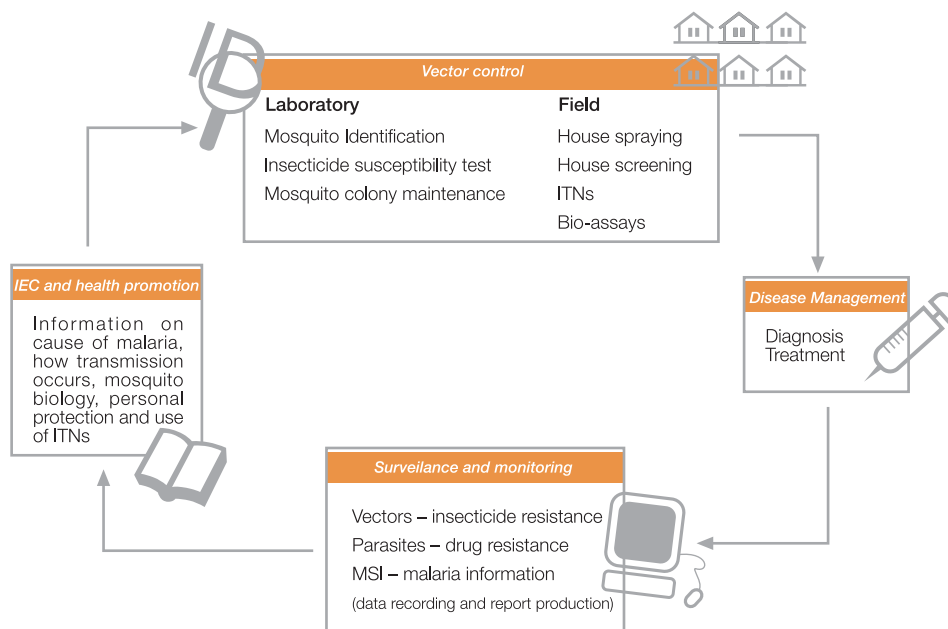 ID
Vector control
Laboratory
Mosquito Identification
Insecticide susceptibility test
Mosquito colony maintenance
Field
House spraying
House screening
ITNs
Bio-assays
Disease Management
Diagnosis
Treatment
Surveilance and monitoring
Vectors – insecticide resistance
Parasites – drug resistance
MSI – malaria information
(data recording and report production)
IEC and health promotion
Information on
cause of malaria,
how transmission
occurs, mosquito
biology, personal
protection and use
of ITNs